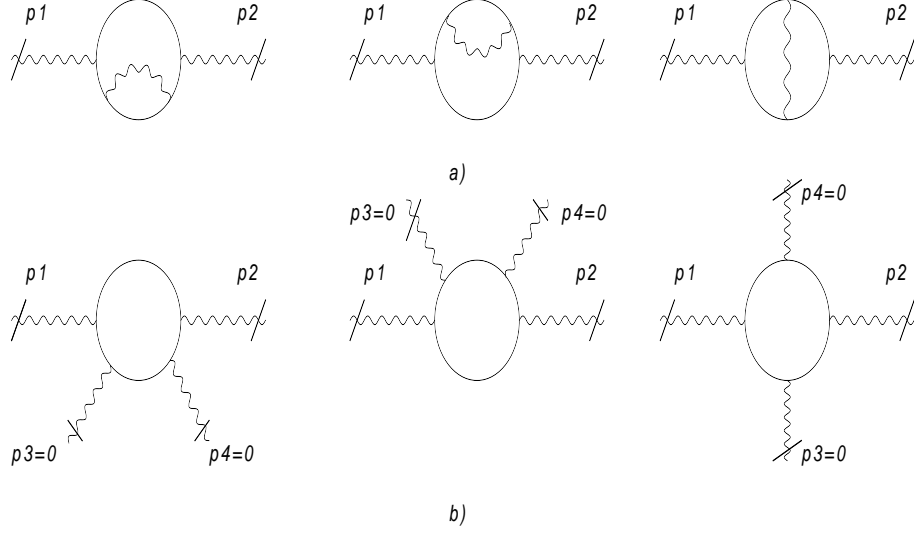 p1 p2 p1 p2 p1 p2
a)
p4=0
p3=0 p4=0
p1 p2 p1 p2 p1 p2
p3=0 p4=0 p3=0
b)